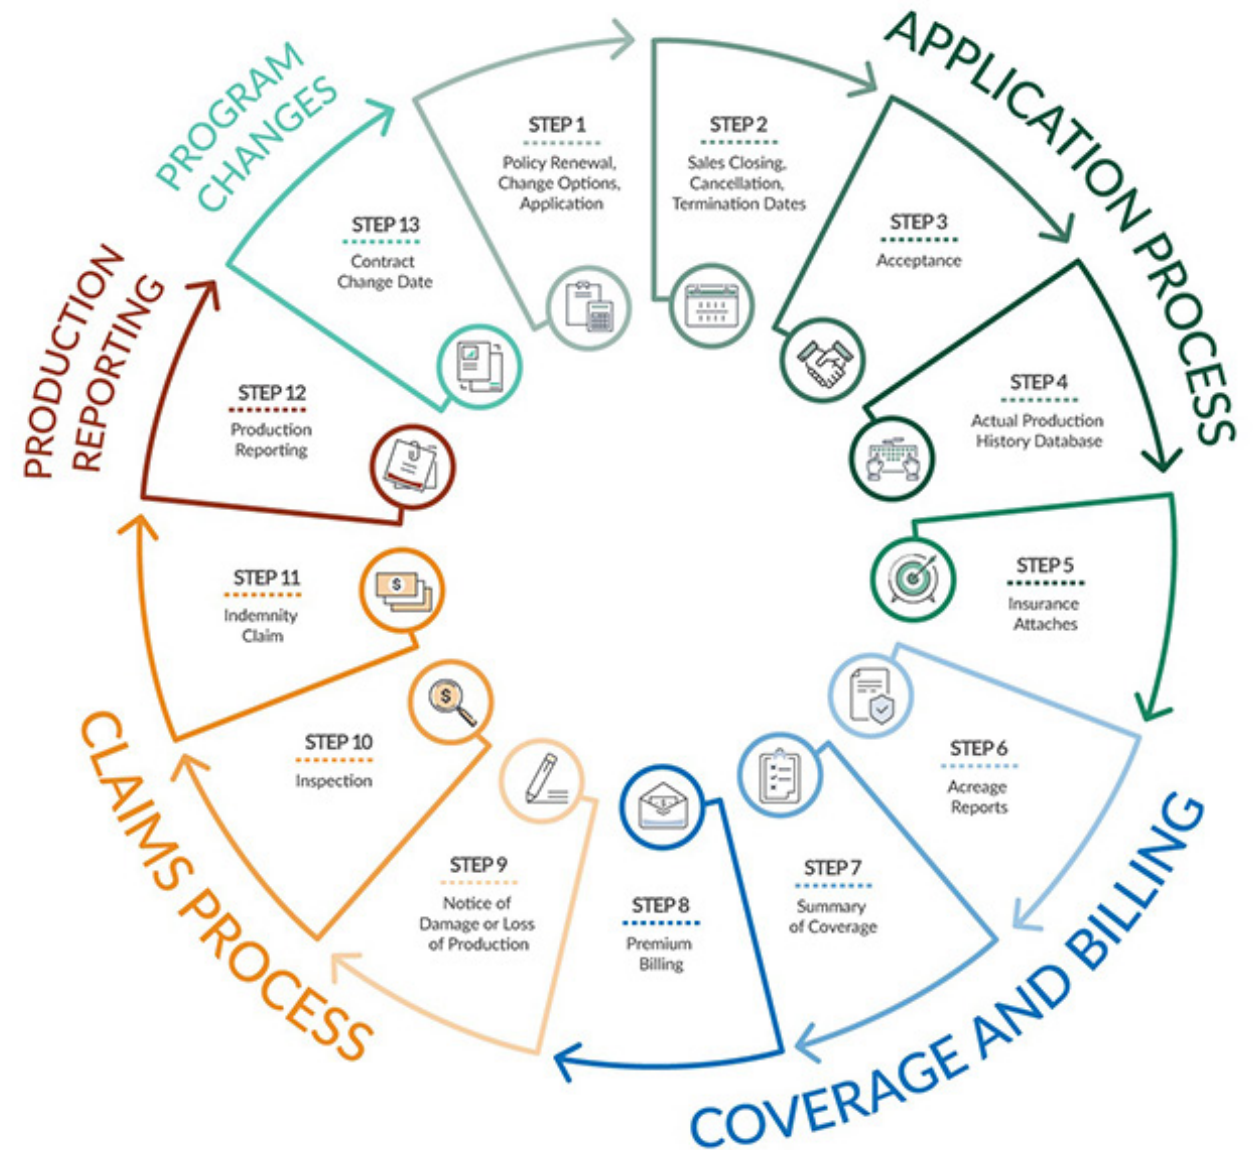 APPLICATION PROCESS
STEP 1
Policy Renewal,
Change Options,
Application
STEP 2
Sales Closing,
Cancellation,
Termination Dates
STEP 3
Acceptance
STEP 4
Actual Production
History Database
STEP 5
Insurance
Attaches
COVERAGE AND BILLING
STEP 6
Acreage
Reports
STEP 7
Summary
of Coverage
STEP 8
Premium
Billing
CLAIMS PROCESS
STEP 9
Notice of
Damage or Loss
of Production
STEP 10
Inspection
STEP 11
Indemnity
Claim
PRODUCTION
REPORTING
STEP 12
Production
Reporting
PROGRAM
CHANGES
STEP 13
Contract
Change Date
$
$